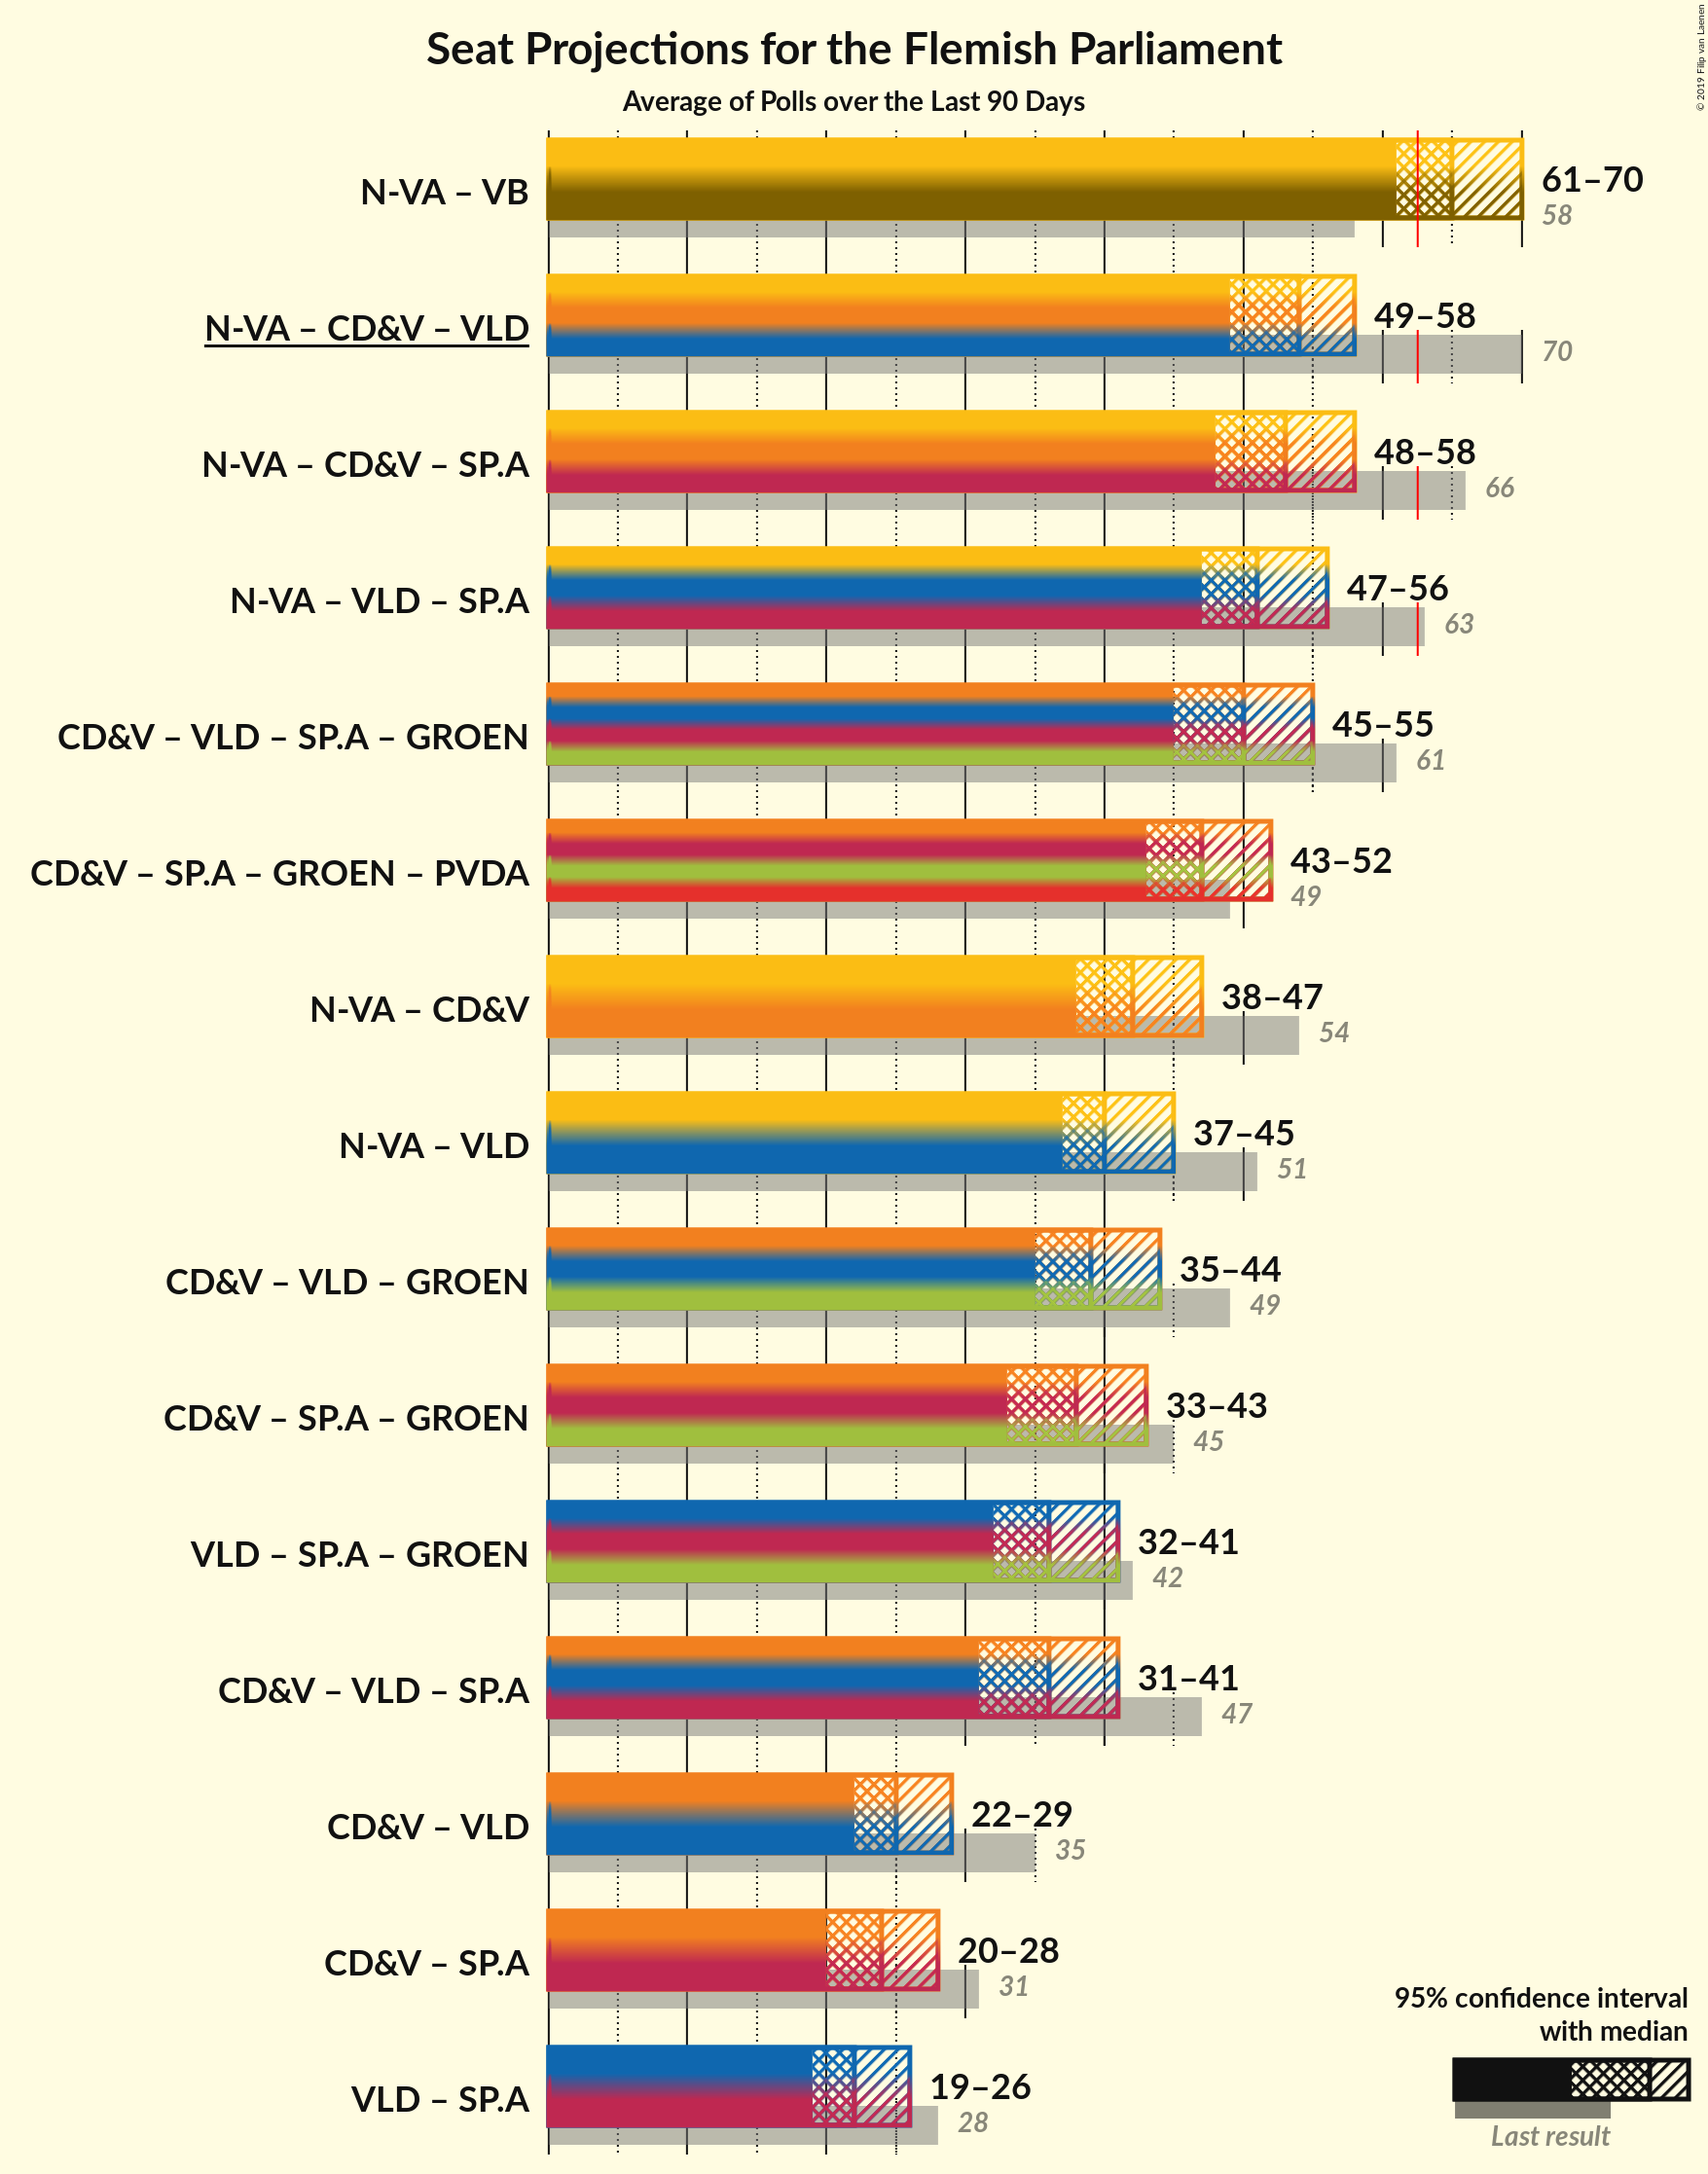 Seat Projections for the Flemish Parliament
Average of Polls over the Last 90 Days
© 2019 Filip van Laenen
N-VA – VB
61–70
58
N-VA – CD&V – VLD
49–58
70
N-VA – CD&V – SP.A
48–58
66
N-VA – VLD – SP.A
47–56
63
CD&V – VLD – SP.A – GROEN
45–55
61
CD&V – SP.A – GROEN – PVDA
43–52
49
N-VA – CD&V
38–47
54
N-VA – VLD
37–45
51
CD&V – VLD – GROEN
35–44
49
CD&V – SP.A – GROEN
33–43
45
VLD – SP.A – GROEN
32–41
42
CD&V – VLD – SP.A
31–41
47
CD&V – VLD
22–29
35
CD&V – SP.A
20–28
31
VLD – SP.A
19–26
28
95% confidence interval
with median
Last result